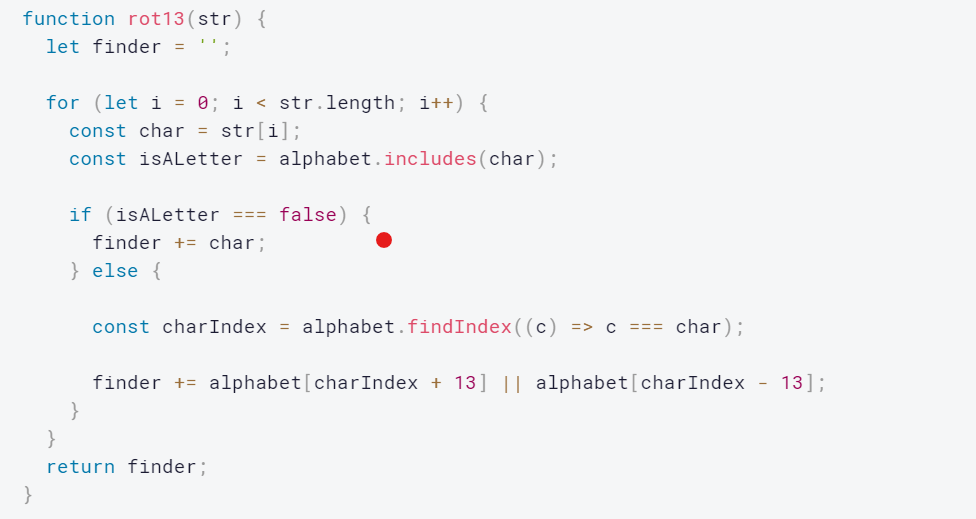 function rot13(str) {
  let finder = '';
  for (let i = 0; i < str.length; i++) {
    const char = str[i];
    const isALetter = alphabet.includes(char);
    if (isALetter === false) {
      finder += char;
    } else {
      const charIndex = alphabet.findIndex((c) => c === char);
      finder += alphabet[charIndex + 13] || alphabet[charIndex - 13];
    }
  }
  return finder;
}